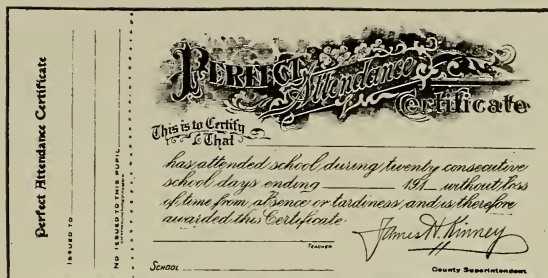 Perfect Attendance Certificate
ISSUED TO
NO ISSUED TO THIS PUPIL
PERFECT
Attendance
Certificate
This is to Certify
That
has attended school during twenty consecutive
school days ending 191 without loss
of time from absence or tardiness, and is therefore
awarded this Certificate.
TEACHER
James H. Kinney
SCHOOL
County Superintendent